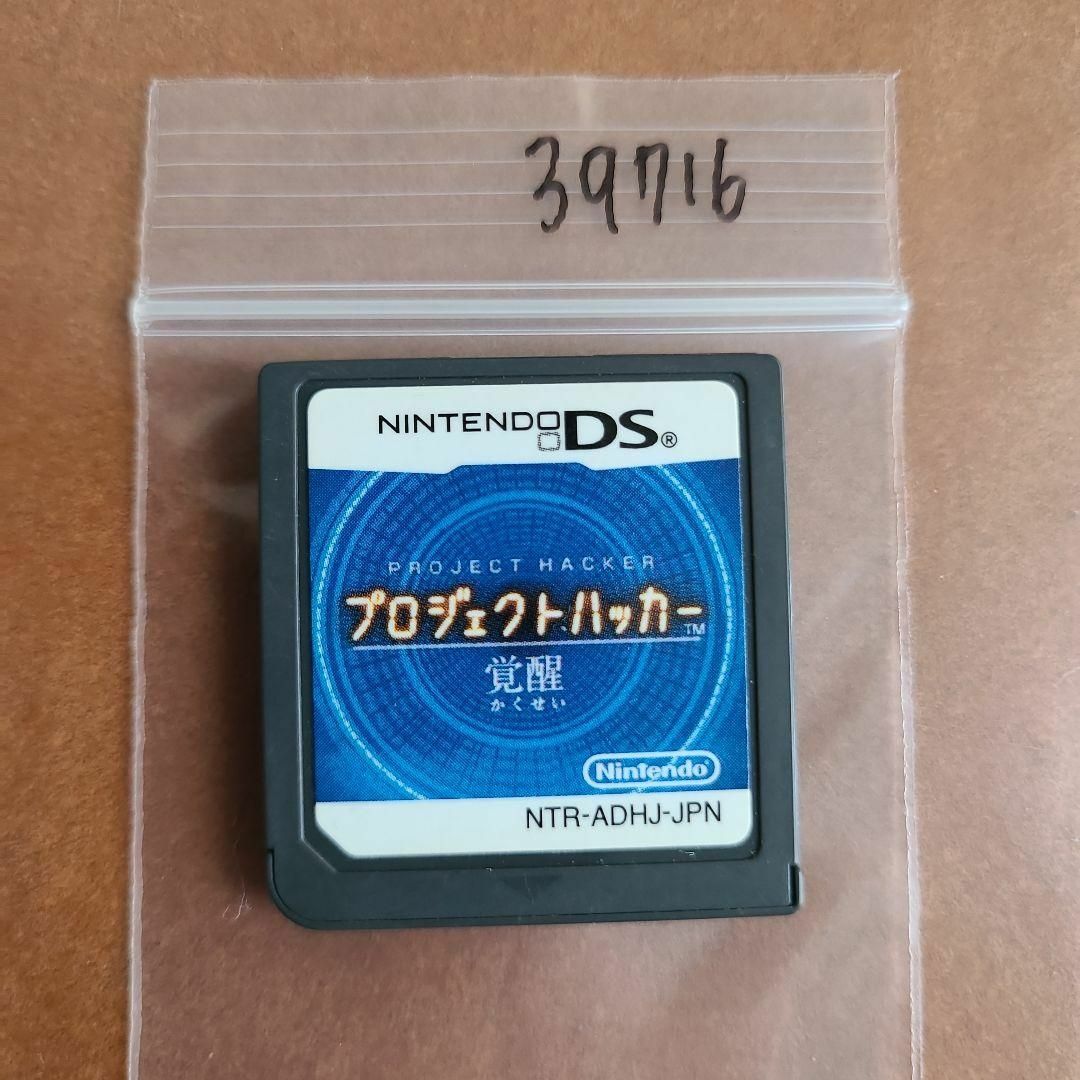 39716
NINTENDO DS®
PROJECT HACKER
プロジェクトハッカー™
覚醒
かくせい
Nintendo®
NTR-ADHJ-JPN